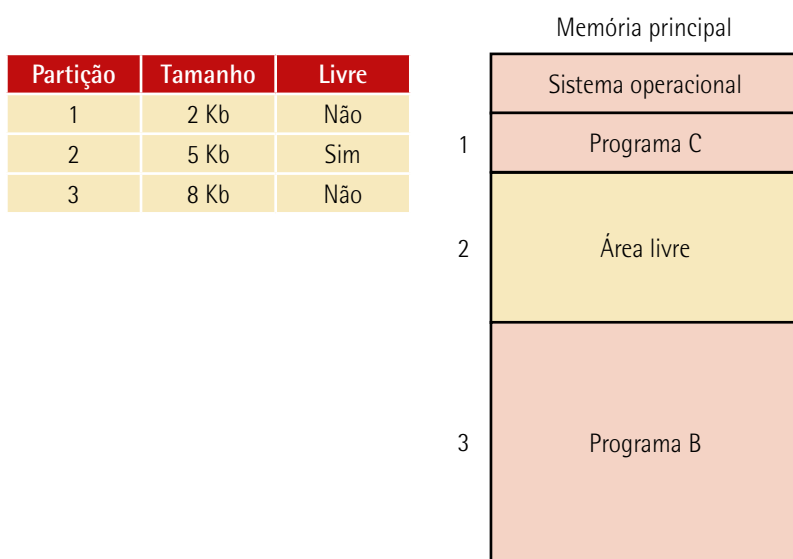 Memória principal
Partição Tamanho Livre
1 2 Kb Não
2 5 Kb Sim
3 8 Kb Não
Sistema operacional
1 Programa C
2 Área livre
3 Programa B